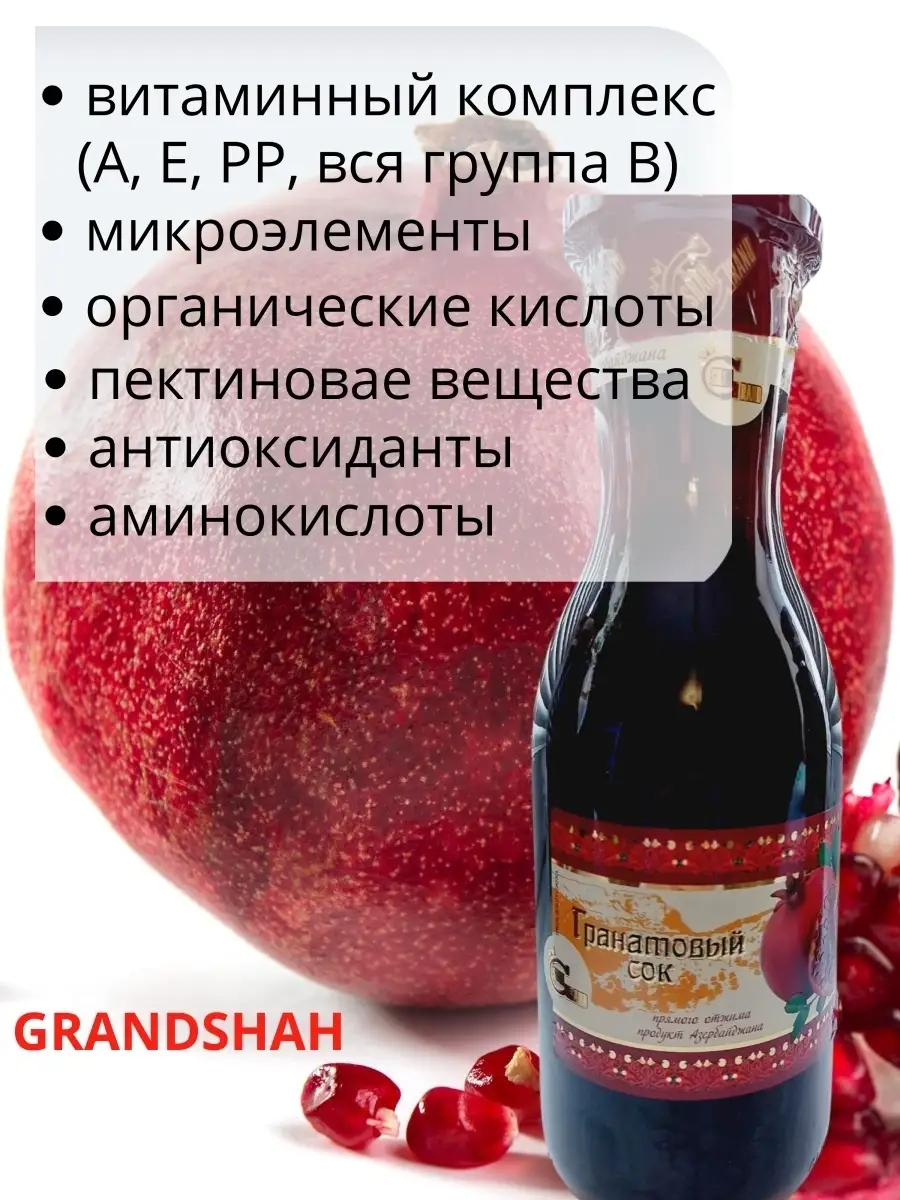 • витаминный комплекс
(А, Е, РР, вся группа В)
• микроэлементы
• органические кислоты
• пектиновае вещества
• антиоксиданты
• аминокислоты
GRAND
Гранатовый
сок
прямого отжима
продукт Азербайджана
GRANDSHAH